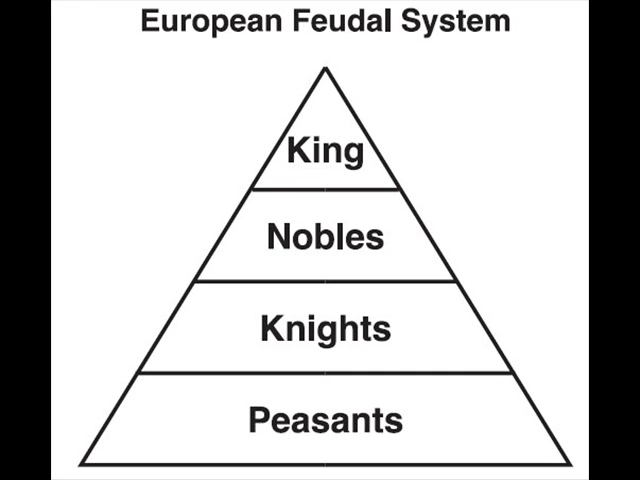 European Feudal System
King
Nobles
Knights
Peasants